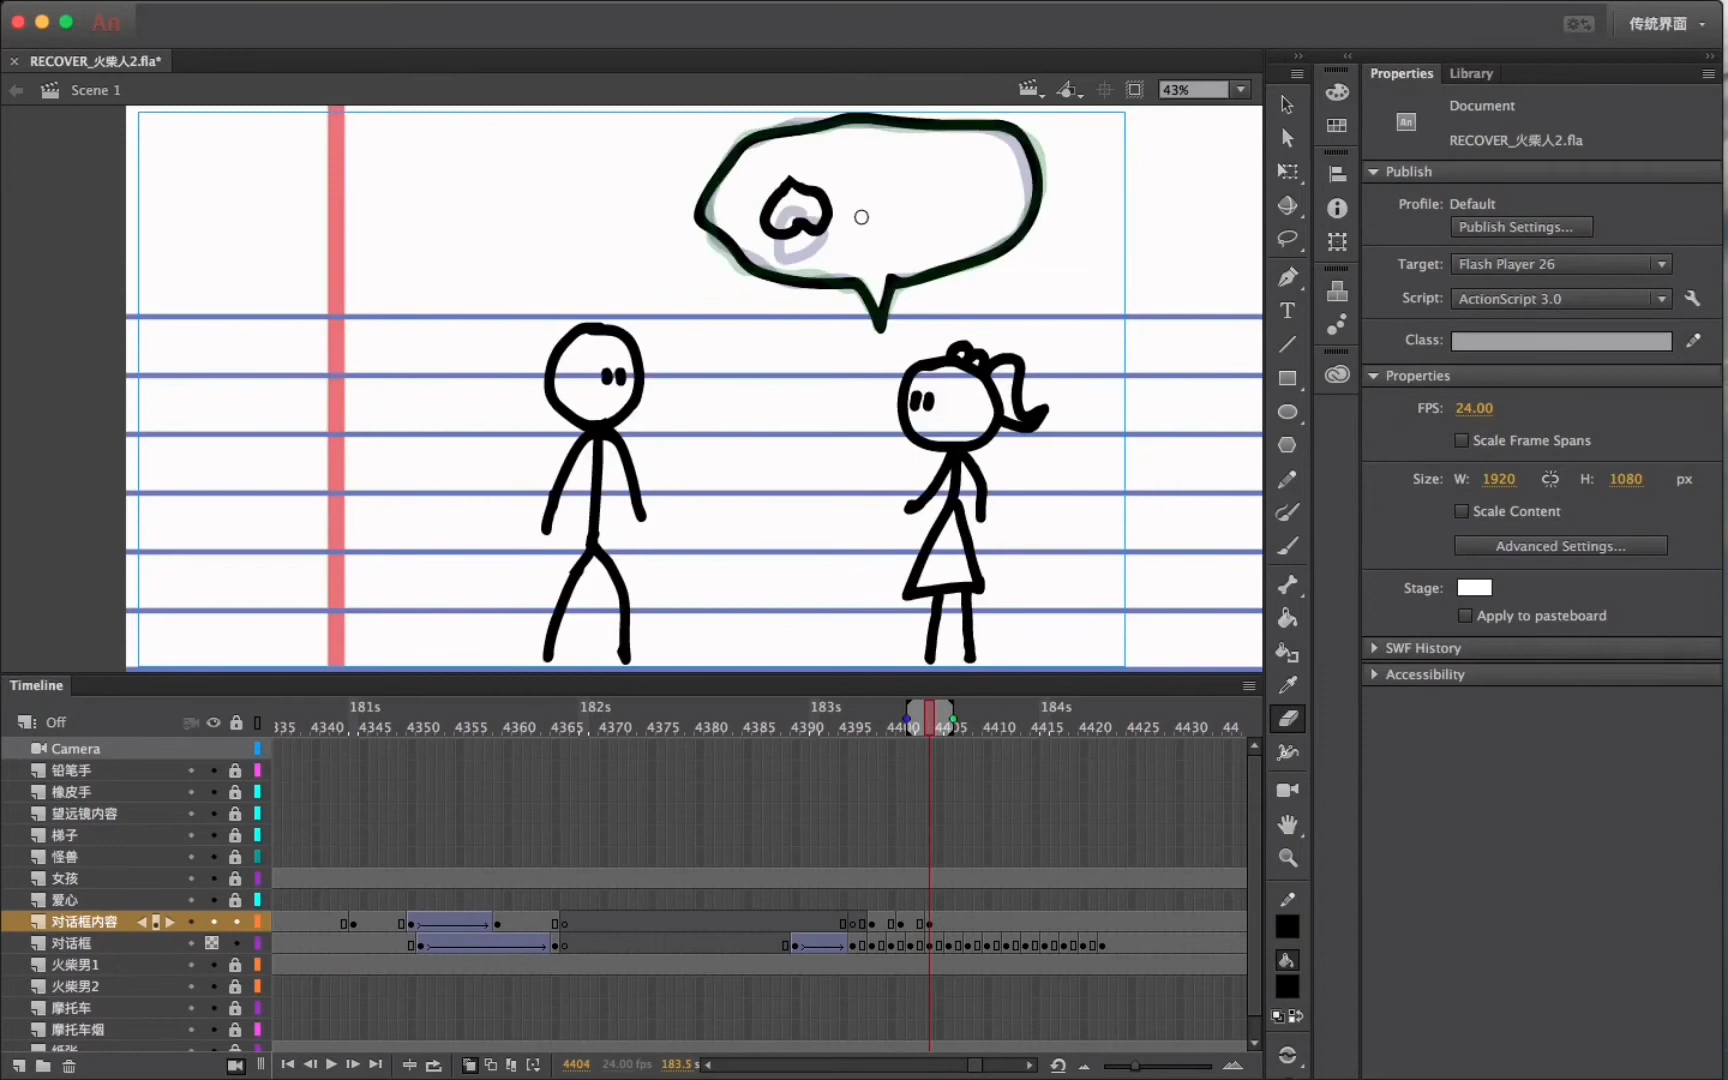 An
传统界面
RECOVER_火柴人2.fla*
Scene 1
43%
Properties
Library
Document
An
RECOVER_火柴人2.fla
Publish
Profile: Default
Publish Settings...
Target: Flash Player 26
Script: ActionScript 3.0
Class:
Properties
FPS: 24.00
Scale Frame Spans
Size: W: 1920 H: 1080 px
Scale Content
Advanced Settings...
Stage:
Apply to pasteboard
SWF History
Accessibility
Timeline
181s 182s 183s 184s
Off
335 4340 4345 4350 4355 4360 4365 4370 4375 4380 4385 4390 4395 4400 4405 4410 4415 4420 4425 4430 44
Camera
铅笔手
橡皮手
望远镜内容
梯子
怪兽
女孩
爱心
对话框内容
对话框
火柴男1
火柴男2
摩托车
摩托车烟
4404 24.00 fps 183.5 s